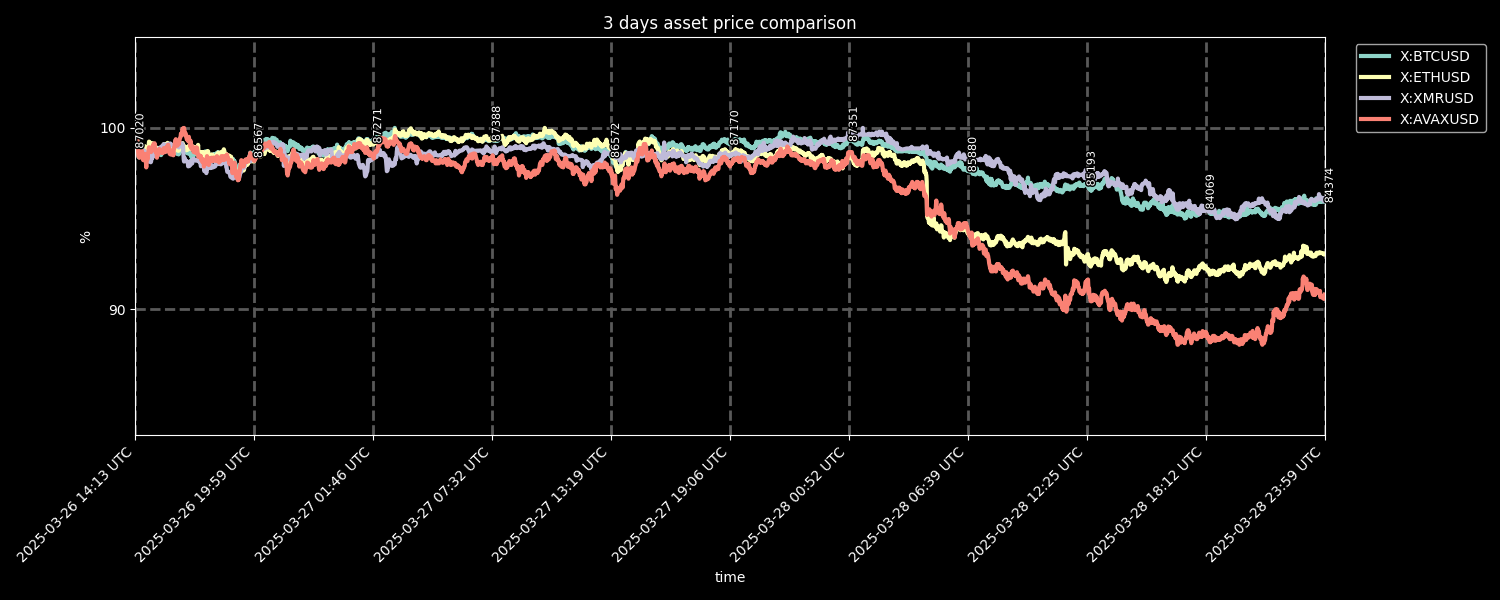 3 days asset price comparison
X:BTCUSD
X:ETHUSD
X:XMRUSD
X:AVAXUSD
100
90
%
87020
86567
87271
87388
86572
87170
87351
85880
85193
84069
84374
2025-03-26 14:13 UTC
2025-03-26 19:59 UTC
2025-03-27 01:46 UTC
2025-03-27 07:32 UTC
2025-03-27 13:19 UTC
2025-03-27 19:06 UTC
2025-03-28 00:52 UTC
2025-03-28 06:39 UTC
2025-03-28 12:25 UTC
2025-03-28 18:12 UTC
2025-03-28 23:59 UTC
time